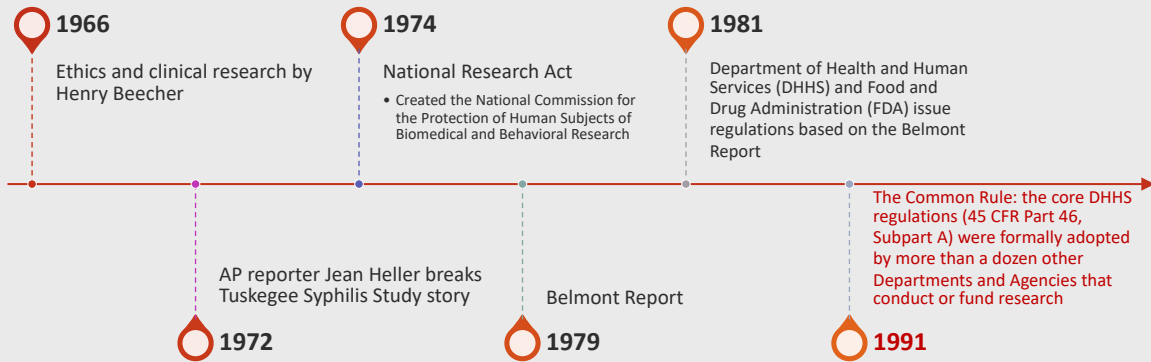 1966
Ethics and clinical research by
Henry Beecher
1974
National Research Act
• Created the National Commission for
the Protection of Human Subjects of
Biomedical and Behavioral Research
1981
Department of Health and Human
Services (DHHS) and Food and
Drug Administration (FDA) issue
regulations based on the Belmont
Report
AP reporter Jean Heller breaks
Tuskegee Syphilis Study story
1972
Belmont Report
1979
The Common Rule: the core DHHS
regulations (45 CFR Part 46,
Subpart A) were formally adopted
by more than a dozen other
Departments and Agencies that
conduct or fund research
1991